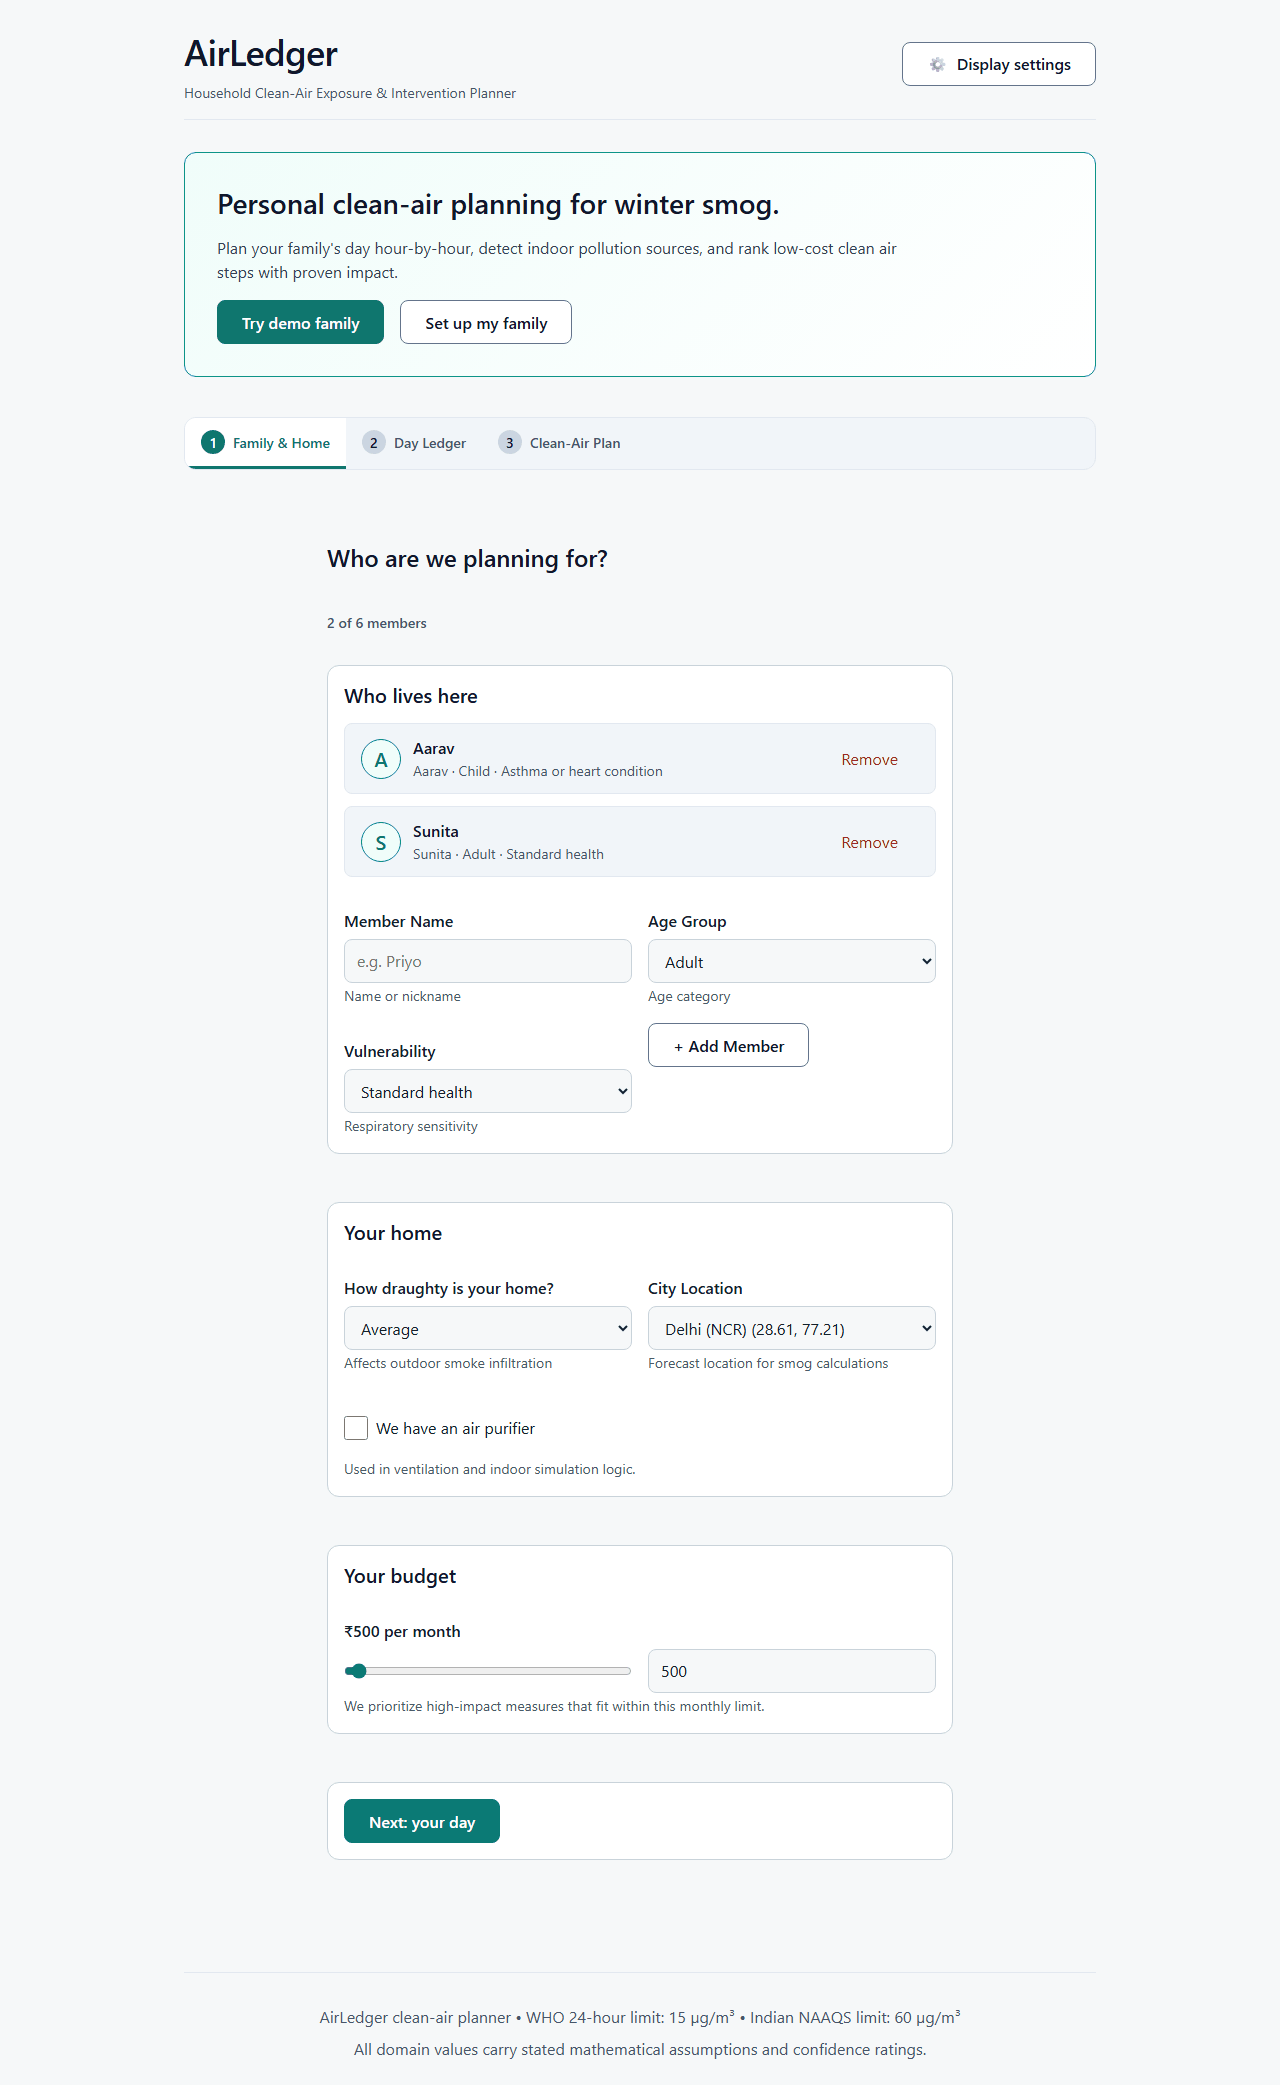 AirLedger
Household Clean-Air Exposure & Intervention Planner
Display settings
Personal clean-air planning for winter smog.
Plan your family's day hour-by-hour, detect indoor pollution sources, and rank low-cost clean air
steps with proven impact.
Try demo family
Set up my family
1 Family & Home
2 Day Ledger
3 Clean-Air Plan
Who are we planning for?
2 of 6 members
Who lives here
A
Aarav
Aarav · Child · Asthma or heart condition
Remove
S
Sunita
Sunita · Adult · Standard health
Remove
Member Name
e.g. Priyo
Name or nickname
Age Group
Adult
Age category
Vulnerability
Standard health
Respiratory sensitivity
+ Add Member
Your home
How draughty is your home?
Average
Affects outdoor smoke infiltration
City Location
Delhi (NCR) (28.61, 77.21)
Forecast location for smog calculations
We have an air purifier
Used in ventilation and indoor simulation logic.
Your budget
₹500 per month
500
We prioritize high-impact measures that fit within this monthly limit.
Next: your day
AirLedger clean-air planner • WHO 24-hour limit: 15 µg/m³ • Indian NAAQS limit: 60 µg/m³
All domain values carry stated mathematical assumptions and confidence ratings.